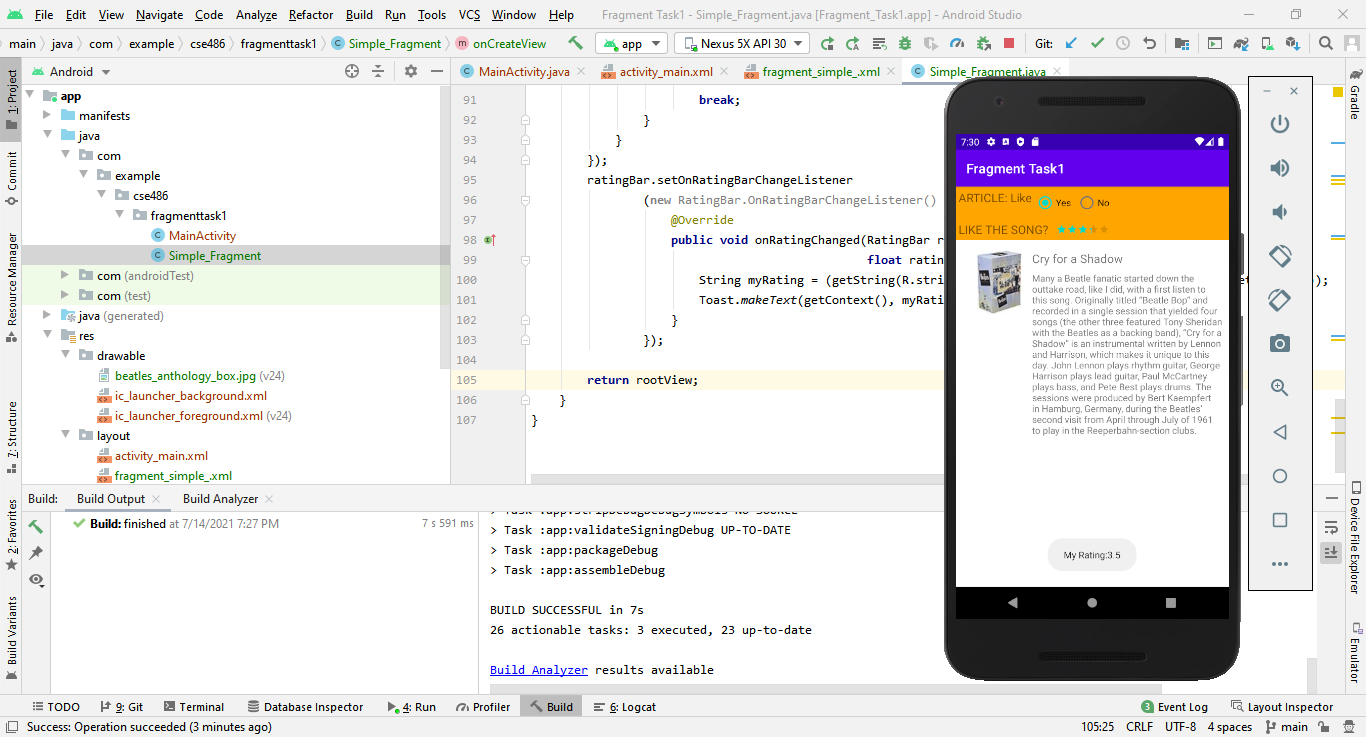 File Edit View Navigate Code Analyze Refactor Build Run Tools VCS Window Help Fragment Task1 - Simple_Fragment.java [Fragment_Task1.app] - Android Studio
main java com example cse486 fragmenttask1 Simple_Fragment onCreateView app Nexus 5X API 30 Git:
Android
MainActivity.java activity_main.xml fragment_simple_.xml Simple_Fragment.java
1: Project
Commit
Resource Manager
7: Structure
2: Favorites
Build Variants
app
manifests
java
com
example
cse486
fragmenttask1
MainActivity
Simple_Fragment
com (androidTest)
com (test)
java (generated)
res
drawable
beatles_anthology_box.jpg (v24)
ic_launcher_background.xml
ic_launcher_foreground.xml (v24)
layout
activity_main.xml
fragment_simple_.xml
91 break;
92 }
93 }
94 });
95 ratingBar.setOnRatingBarChangeListener
96 (new RatingBar.OnRatingBarChangeListener()
97 @Override
98 public void onRatingChanged(RatingBar r
99 float ratin
100 String myRating = (getString(R.stri );
101 Toast.makeText(getContext(), myRati
102 }
103 });
104
105 return rootView;
106 }
107 }
7:30
Fragment Task1
ARTICLE: Like Yes No
LIKE THE SONG?
Cry for a Shadow
Many a Beatle fanatic started down the
outtake road, like I did, with a first listen to
this song. Originally titled “Beatle Bop” and
recorded in a single session that yielded four
songs (the other three featured Tony Sheridan
with the Beatles as a backing band), “Cry for a
Shadow” is an instrumental written by Lennon
and Harrison, which makes it unique to this
day. John Lennon plays rhythm guitar, George
Harrison plays lead guitar, Paul McCartney
plays bass, and Pete Best plays drums. The
sessions were produced by Bert Kaempfert
in Hamburg, Germany, during the Beatles’
second visit from April through July of 1961
to play in the Reeperbahn-section clubs.
My Rating:3.5
Gradle
Device File Explorer
Emulator
Build: Build Output Build Analyzer
Build: finished at 7/14/2021 7:27 PM 7 s 591 ms
> Task :app:stripDebugDebugSymbols NO-SOURCE
> Task :app:validateSigningDebug UP-TO-DATE
> Task :app:packageDebug
> Task :app:assembleDebug
BUILD SUCCESSFUL in 7s
26 actionable tasks: 3 executed, 23 up-to-date
Build Analyzer results available
TODO 9: Git Terminal Database Inspector 4: Run Profiler Build 6: Logcat 3 Event Log Layout Inspector
Success: Operation succeeded (3 minutes ago) 105:25 CRLF UTF-8 4 spaces main